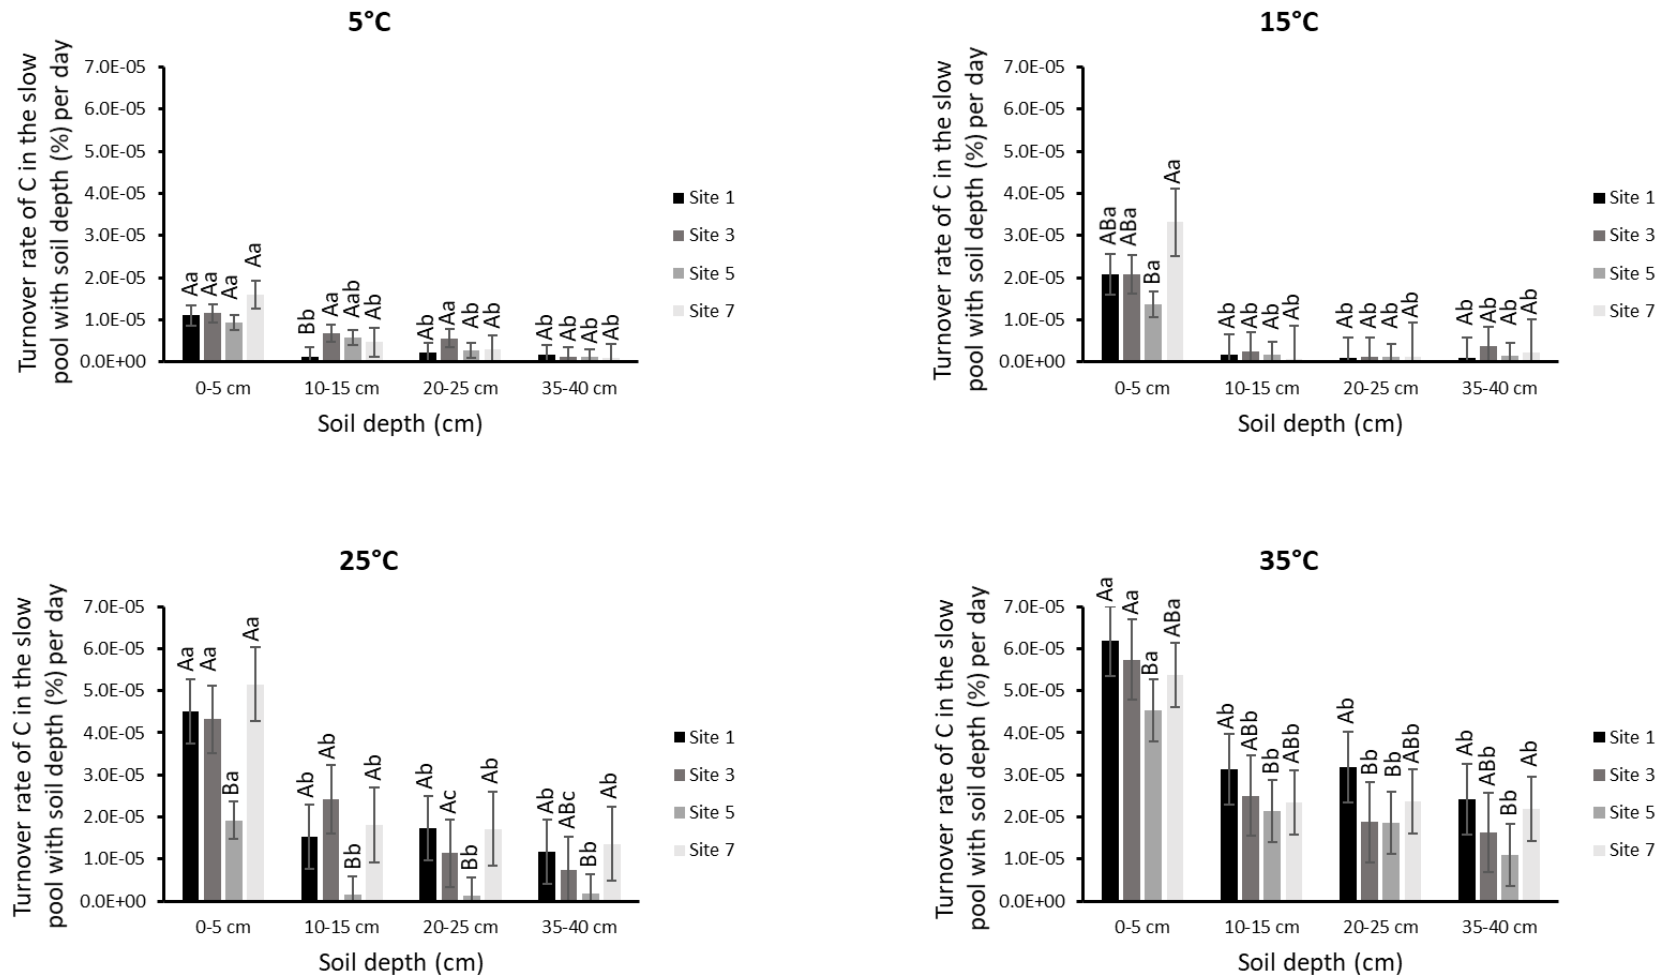 5°C
Turnover rate of C in the slow
pool with soil depth (%) per day
7.0E-05
6.0E-05
5.0E-05
4.0E-05
3.0E-05
2.0E-05
1.0E-05
0.0E+00
Aa Aa Aa Aa
Bb Aa Aab Ab
Ab Aa Ab Ab
Ab Ab Ab Ab
0-5 cm 10-15 cm 20-25 cm 35-40 cm
Soil depth (cm)
Site 1
Site 3
Site 5
Site 7
15°C
Turnover rate of C in the slow
pool with soil depth (%) per day
7.0E-05
6.0E-05
5.0E-05
4.0E-05
3.0E-05
2.0E-05
1.0E-05
0.0E+00
ABa ABa Ba Aa
Ab Ab Ab Ab
Ab Ab Ab Ab
Ab Ab Ab Ab
0-5 cm 10-15 cm 20-25 cm 35-40 cm
Soil depth (cm)
Site 1
Site 3
Site 5
Site 7
25°C
Turnover rate of C in the slow
pool with soil depth (%) per day
7.0E-05
6.0E-05
5.0E-05
4.0E-05
3.0E-05
2.0E-05
1.0E-05
0.0E+00
Aa Aa Ba Aa
Ab Ab Bb Ab
Ab Ac Bb Ab
Ab ABc Bb Ab
0-5 cm 10-15 cm 20-25 cm 35-40 cm
Soil depth (cm)
Site 1
Site 3
Site 5
Site 7
35°C
Turnover rate of C in the slow
pool with soil depth (%) per day
7.0E-05
6.0E-05
5.0E-05
4.0E-05
3.0E-05
2.0E-05
1.0E-05
0.0E+00
Aa Aa Ba ABa
Ab ABb Bb ABb
Ab Bb Bb ABb
Ab ABb Bb Ab
0-5 cm 10-15 cm 20-25 cm 35-40 cm
Soil depth (cm)
Site 1
Site 3
Site 5
Site 7